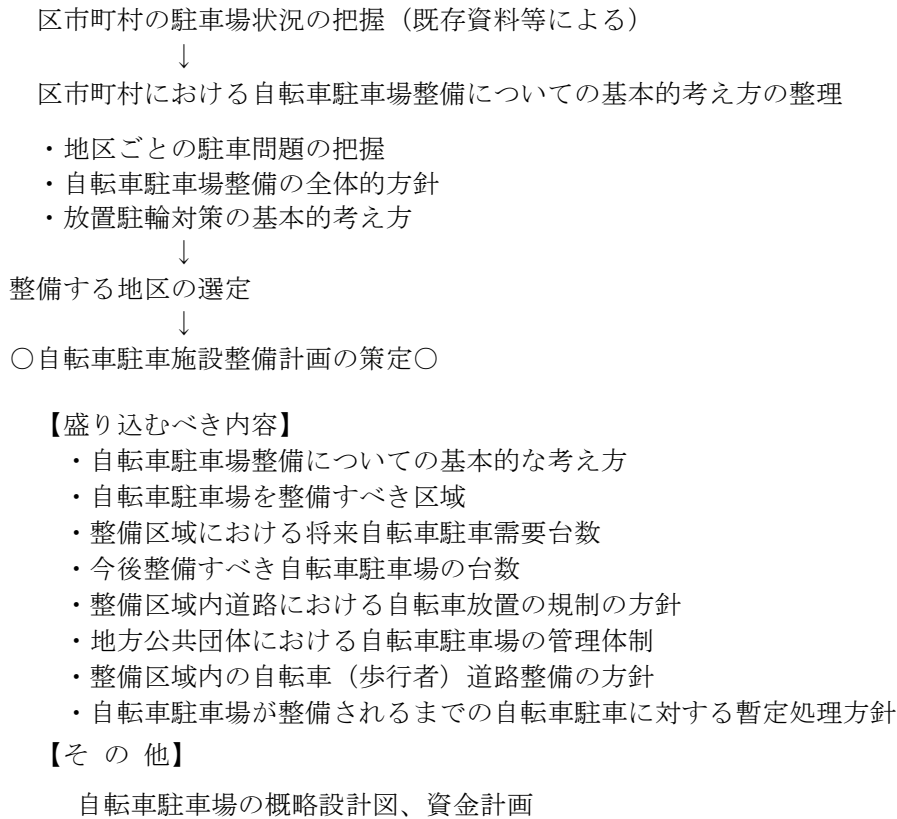 区市町村の駐車場状況の把握（既存資料等による）
↓
区市町村における自転車駐車場整備についての基本的考え方の整理
・地区ごとの駐車問題の把握
・自転車駐車場整備の全体的方針
・放置駐輪対策の基本的考え方
↓
整備する地区の選定
↓
○自転車駐車施設整備計画の策定○
【盛り込むべき内容】
・自転車駐車場整備についての基本的な考え方
・自転車駐車場を整備すべき区域
・整備区域における将来自転車駐車需要台数
・今後整備すべき自転車駐車場の台数
・整備区域内道路における自転車放置の規制の方針
・地方公共団体における自転車駐車場の管理体制
・整備区域内の自転車（歩行者）道路整備の方針
・自転車駐車場が整備されるまでの自転車駐車に対する暫定処理方針
【そ の 他】
自転車駐車場の概略設計図、資金計画